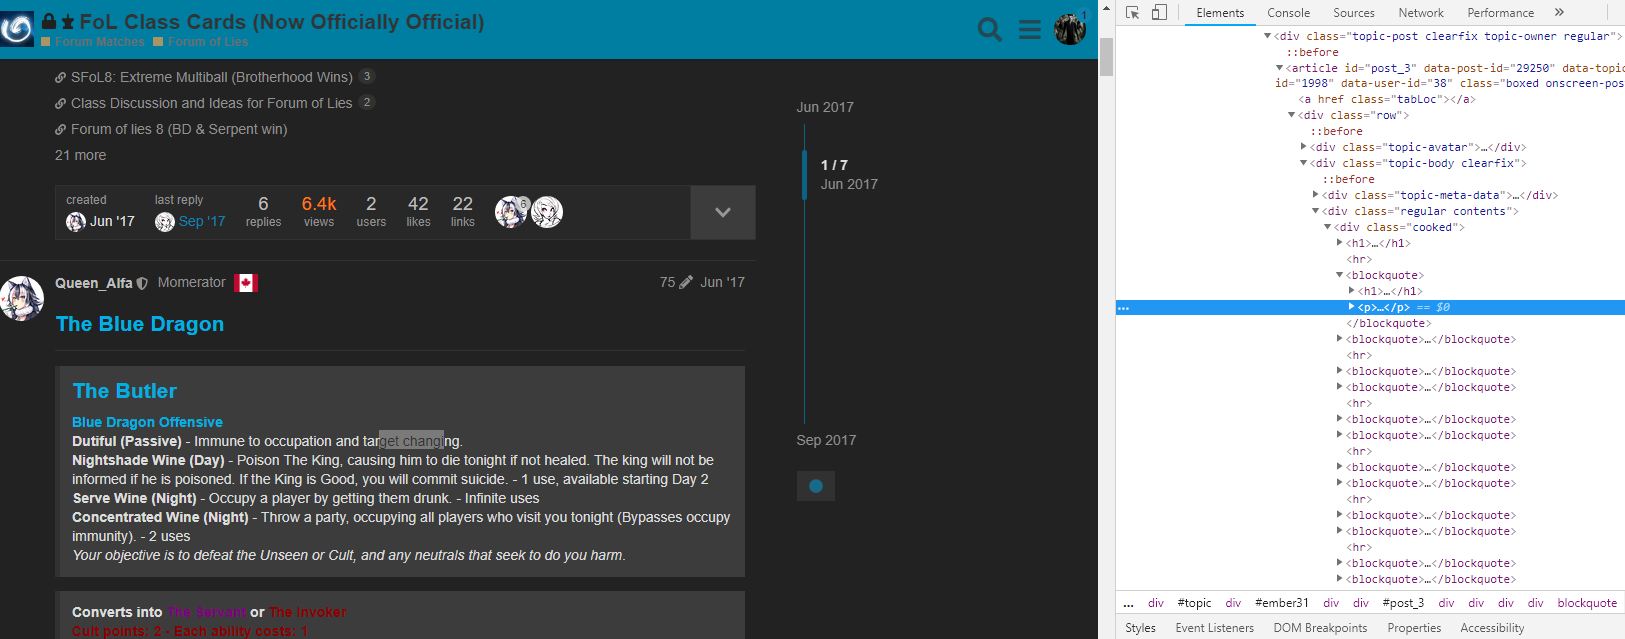 FoL Class Cards (Now Officially Official)
Forum Matches Forum of Lies
1
SFoL8: Extreme Multiball (Brotherhood Wins) 3
Class Discussion and Ideas for Forum of Lies 2
Forum of lies 8 (BD & Serpent win)
21 more
created
Jun '17
last reply
Sep '17
6
replies
6.4k
views
2
users
42
likes
22
links
6
Queen_Alfa Momerator
75 Jun '17
The Blue Dragon
The Butler
Blue Dragon Offensive
Dutiful (Passive) - Immune to occupation and target changing.
Nightshade Wine (Day) - Poison The King, causing him to die tonight if not healed. The king will not be
informed if he is poisoned. If the King is Good, you will commit suicide. - 1 use, available starting Day 2
Serve Wine (Night) - Occupy a player by getting them drunk. - Infinite uses
Concentrated Wine (Night) - Throw a party, occupying all players who visit you tonight (Bypasses occupy
immunity). - 2 uses
Your objective is to defeat the Unseen or Cult, and any neutrals that seek to do you harm.
Converts into The Servant or The Invoker
Cult points: 2 - Each ability costs: 1
Jun 2017
1 / 7
Jun 2017
Sep 2017
Elements Console Sources Network Performance »
<div class="topic-post clearfix topic-owner regular">
::before
<article id="post_3" data-post-id="29250" data-topic
id="1998" data-user-id="38" class="boxed onscreen-pos
<a href class="tabLoc"></a>
<div class="row">
::before
<div class="topic-avatar">…</div>
<div class="topic-body clearfix">
::before
<div class="topic-meta-data">…</div>
<div class="regular contents">
<div class="cooked">
<h1>…</h1>
<hr>
<blockquote>
<h1>…</h1>
... <p>…</p> == $0
</blockquote>
<blockquote>…</blockquote>
<hr>
<blockquote>…</blockquote>
<blockquote>…</blockquote>
<hr>
<blockquote>…</blockquote>
<blockquote>…</blockquote>
<hr>
<blockquote>…</blockquote>
<blockquote>…</blockquote>
<hr>
<blockquote>…</blockquote>
<blockquote>…</blockquote>
<hr>
<blockquote>…</blockquote>
<blockquote>…</blockquote>
... div #topic div #ember31 div div #post_3 div div div div blockquote
Styles Event Listeners DOM Breakpoints Properties Accessibility